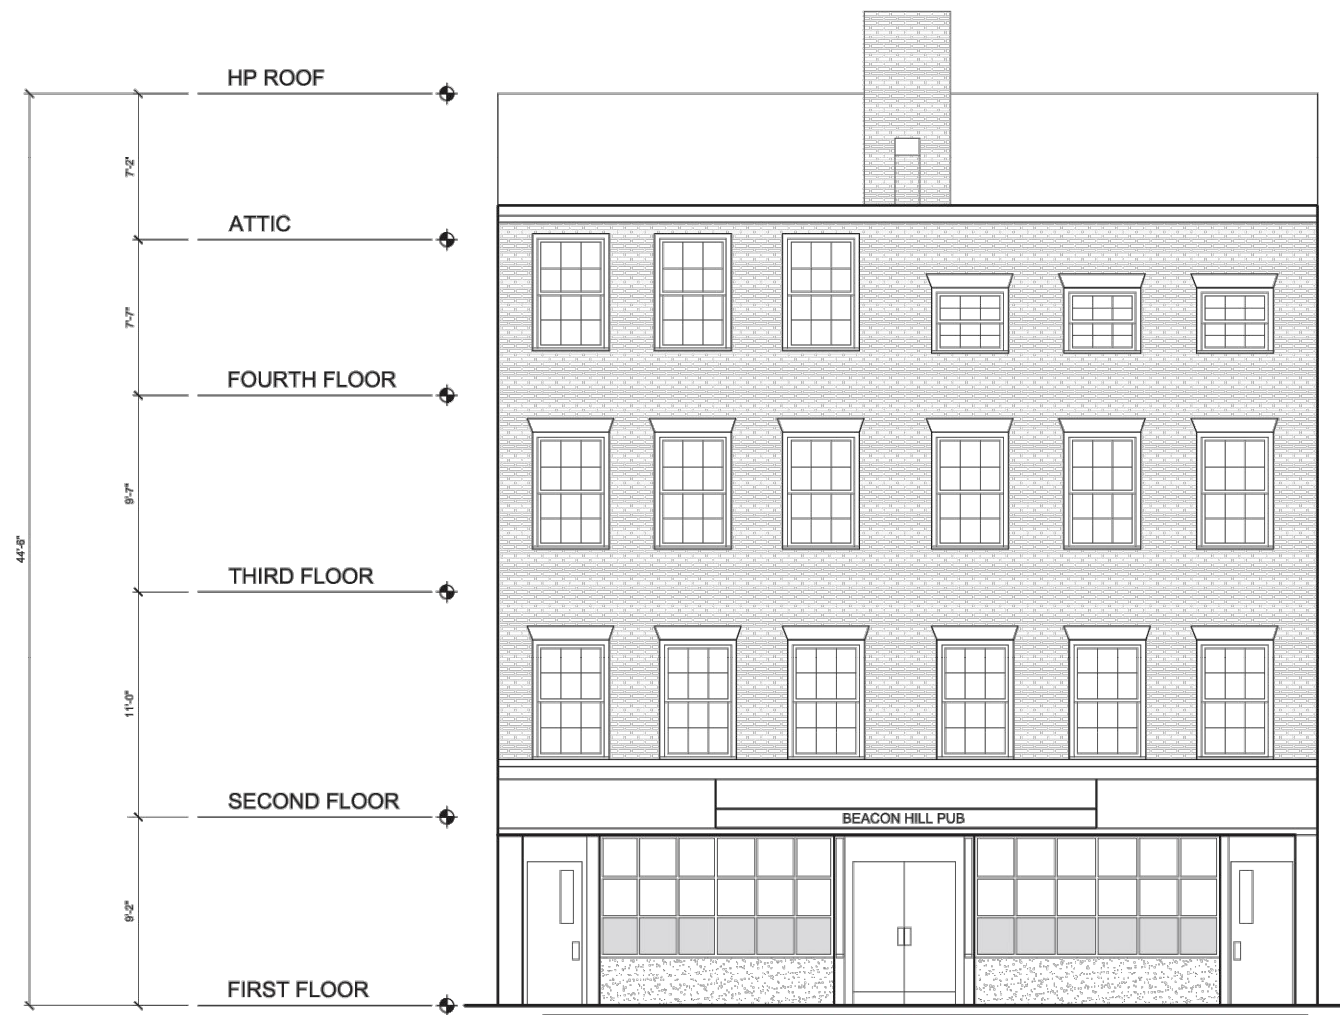 HP ROOF
7'-2"
ATTIC
7'-7"
FOURTH FLOOR
9'-7"
44'-6"
THIRD FLOOR
11'-0"
SECOND FLOOR
BEACON HILL PUB
9'-2"
FIRST FLOOR